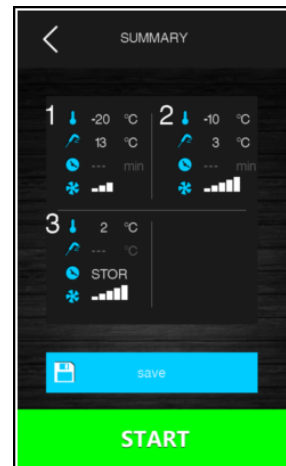 SUMMARY
1 -20 °C
13 °C
--- min
2 -10 °C
3 °C
--- min
3 2 °C
--- °C
STOR
save
START